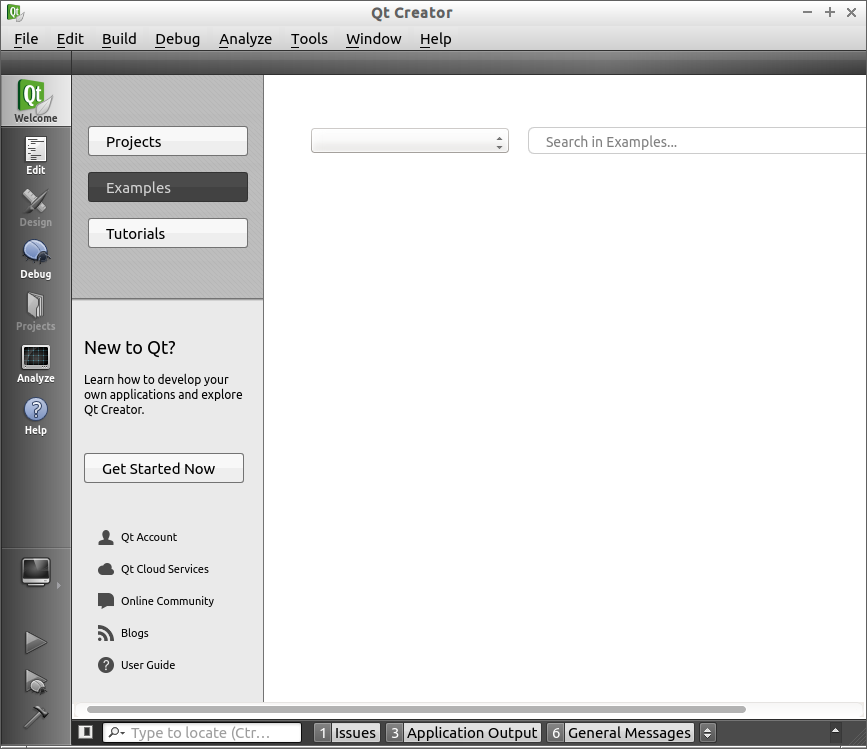 Qt Creator
File Edit Build Debug Analyze Tools Window Help
Qt
Welcome
Edit
Design
Debug
Projects
Analyze
Help
Projects
Examples
Tutorials
Search in Examples...
New to Qt?
Learn how to develop your
own applications and explore
Qt Creator.
Get Started Now
Qt Account
Qt Cloud Services
Online Community
Blogs
User Guide
Type to locate (Ctr...
1 Issues
3 Application Output
6 General Messages